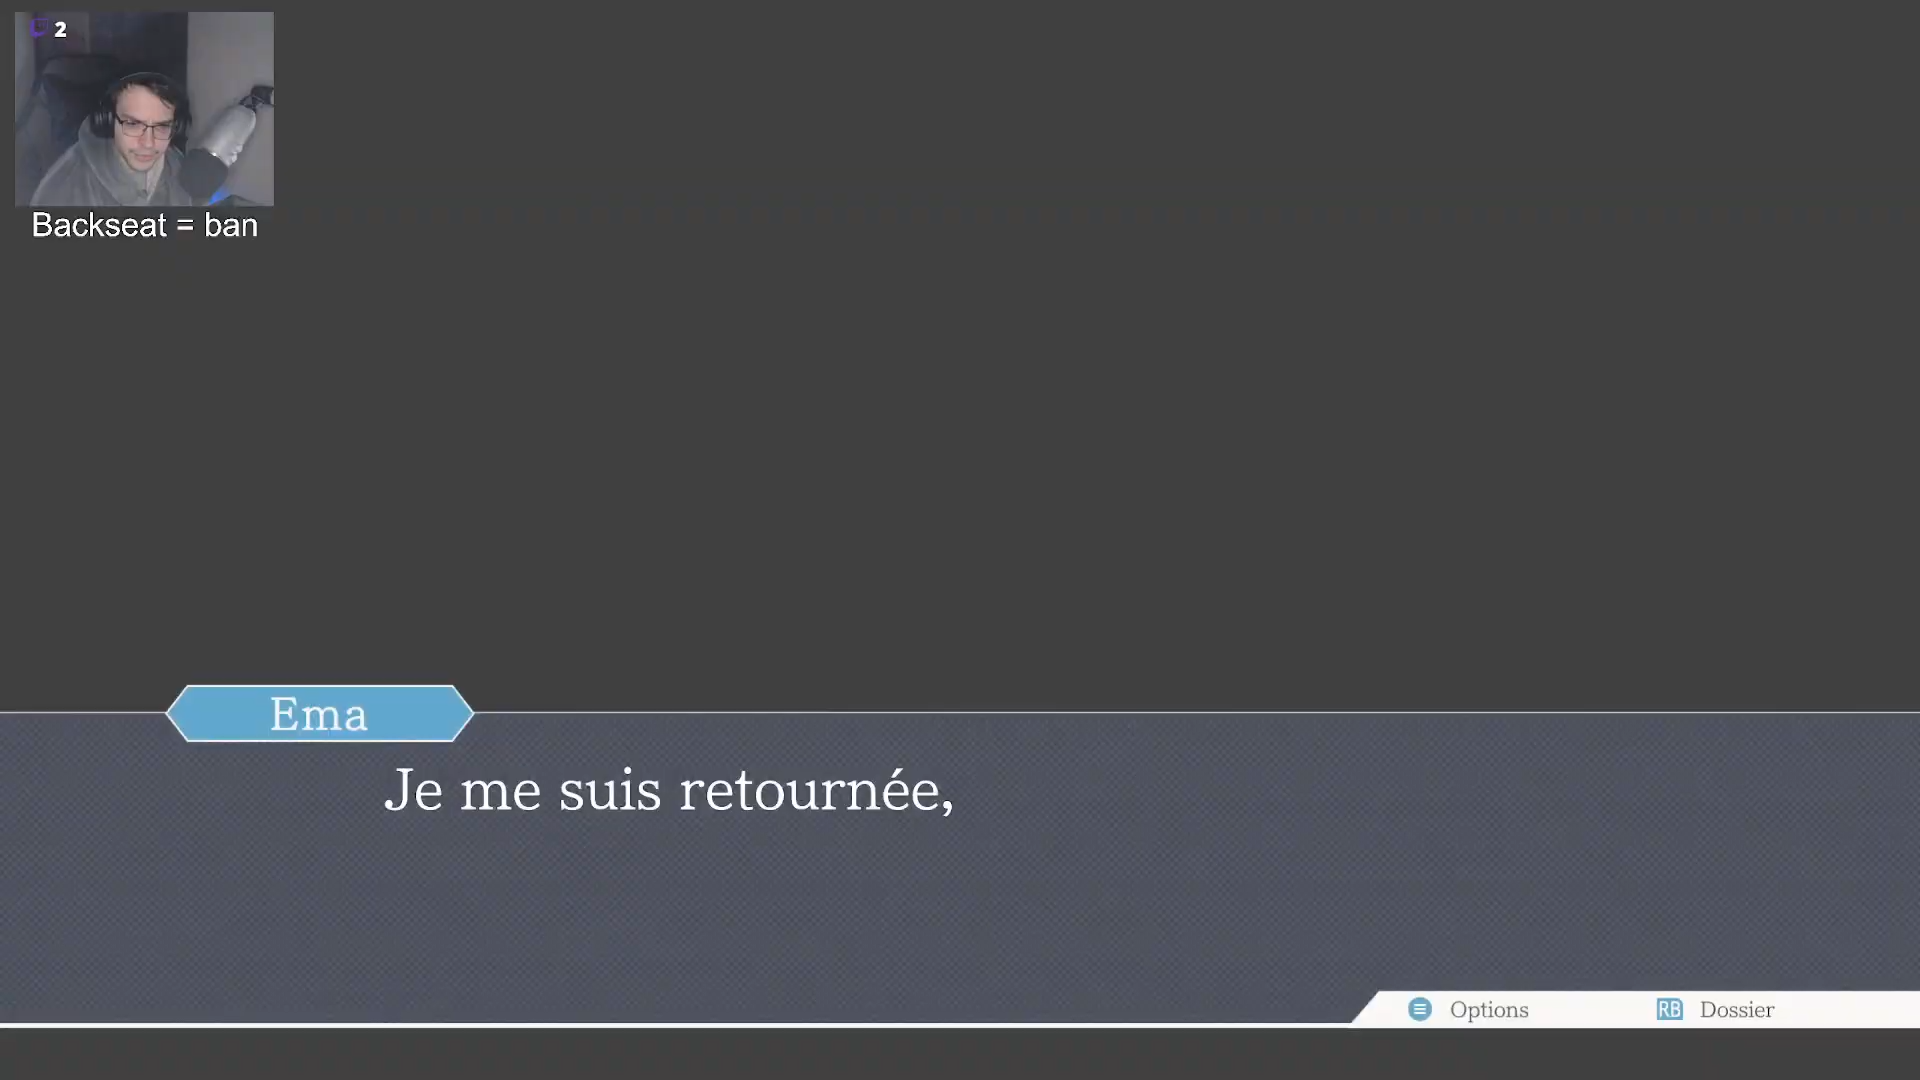 2
Backseat = ban
Ema
Je me suis retournée,
Options
RB Dossier